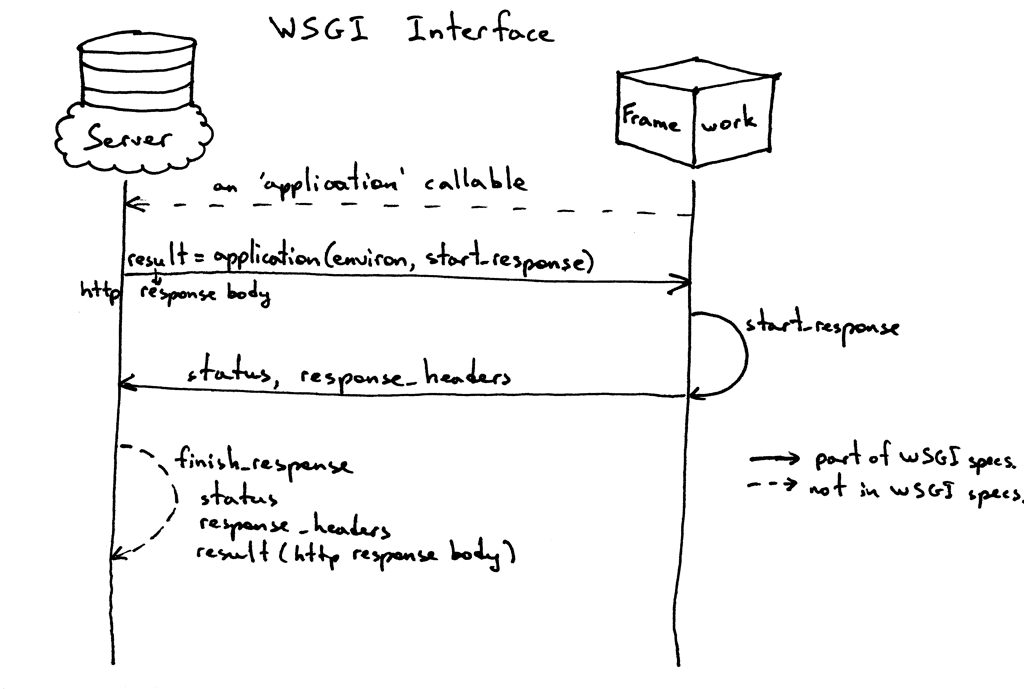 WSGI Interface
Server
Frame work
an 'application' callable
result = application(environ, start_response)
http response body
start_response
status, response_headers
finish_response
status
response_headers
result (http response body)
part of WSGI specs.
not in WSGI specs.